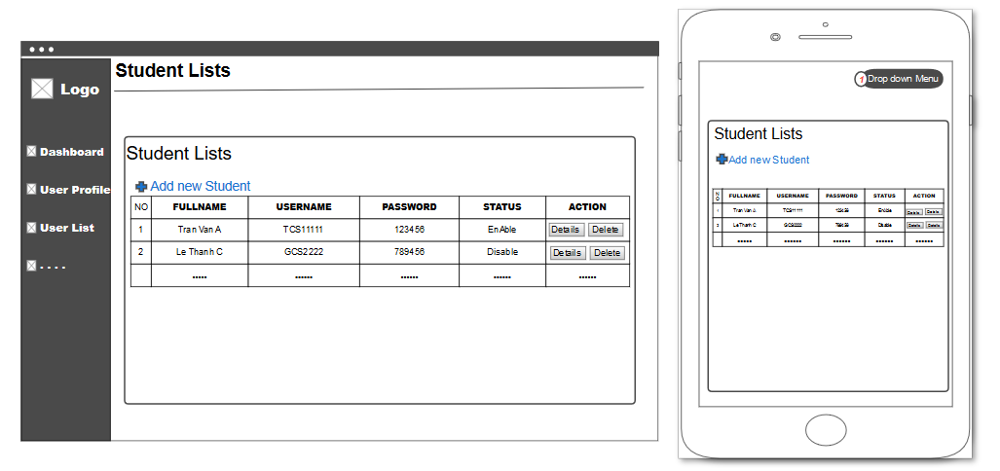 Student Lists
Logo
Dashboard
User Profile
User List
. . . .
Student Lists
Add new Student
NO FULLNAME USERNAME PASSWORD STATUS ACTION
1 Tran Van A TCS11111 123456 EnAble Details Delete
2 Le Thanh C GCS2222 789456 Disable Details Delete
..... ...... ...... ...... ......
1 Drop down Menu
Student Lists
Add new Student
NO FULLNAME USERNAME PASSWORD STATUS ACTION
1 Tran Van A TCS11111 123456 EnAble Details Delete
2 Le Thanh C GCS2222 789456 Disable Details Delete
..... ...... ...... ...... ......